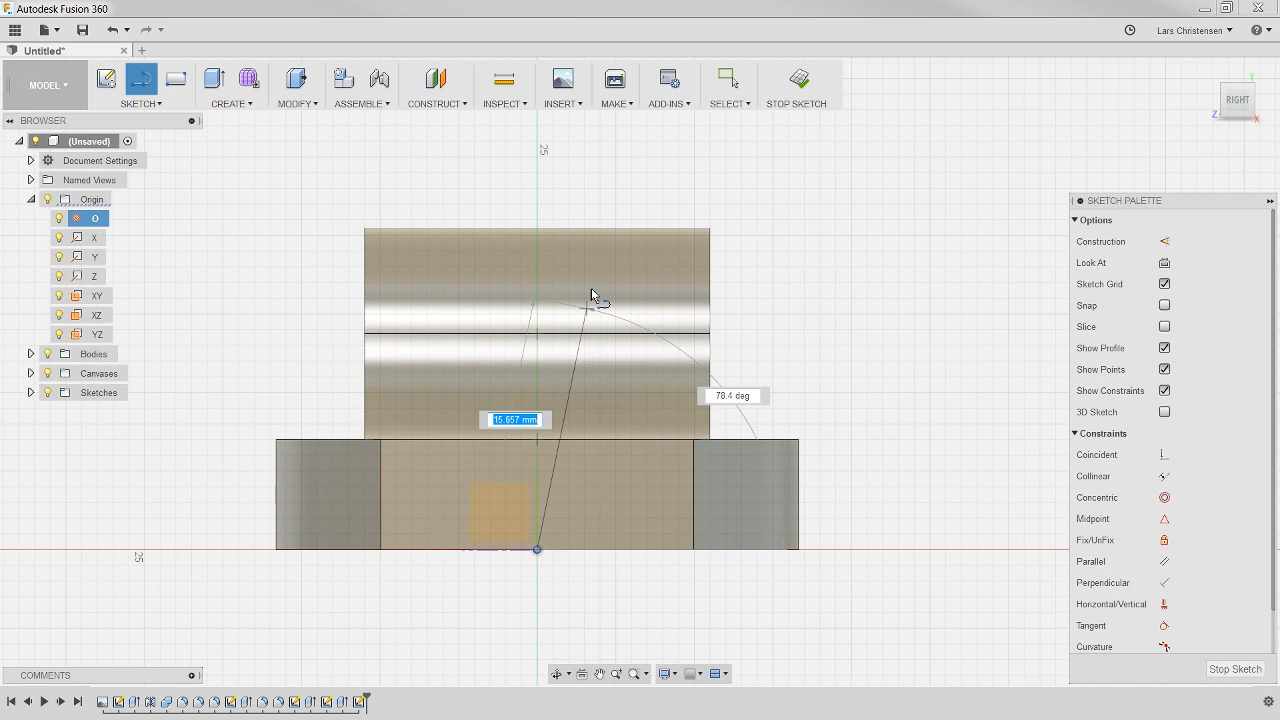 Autodesk Fusion 360
Lars Christensen
Untitled*
MODEL
SKETCH
CREATE
MODIFY
ASSEMBLE
CONSTRUCT
INSPECT
INSERT
MAKE
ADD-INS
SELECT
STOP SKETCH
RIGHT
Y
Z
X
BROWSER
(Unsaved)
Document Settings
Named Views
Origin
O
X
Y
Z
XY
XZ
YZ
Bodies
Canvases
Sketches
25
15.657 mm
78.4 deg
25
SKETCH PALETTE
Options
Construction
Look At
Sketch Grid
Snap
Slice
Show Profile
Show Points
Show Constraints
3D Sketch
Constraints
Coincident
Collinear
Concentric
Midpoint
Fix/UnFix
Parallel
Perpendicular
Horizontal/Vertical
Tangent
Curvature
Stop Sketch
COMMENTS